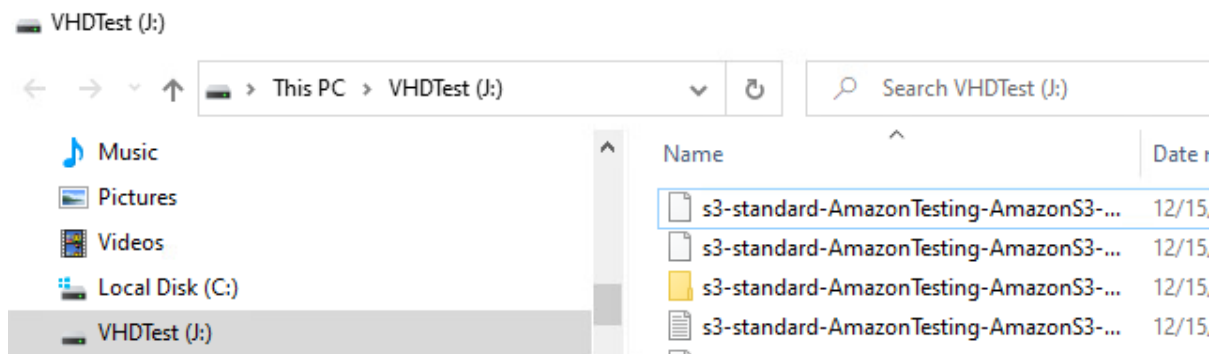 VHDTest (J:)
This PC > VHDTest (J:)
Search VHDTest (J:)
Music
Pictures
Videos
Local Disk (C:)
VHDTest (J:)
Name
Date r
s3-standard-AmazonTesting-AmazonS3-... 12/15/
s3-standard-AmazonTesting-AmazonS3-... 12/15/
s3-standard-AmazonTesting-AmazonS3-... 12/15/
s3-standard-AmazonTesting-AmazonS3-... 12/15/